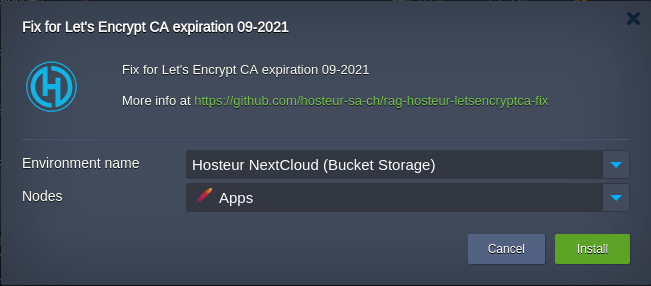 Fix for Let's Encrypt CA expiration 09-2021
Fix for Let's Encrypt CA expiration 09-2021
More info at https://github.com/hosteur-sa-ch/rag-hosteur-letsencryptca-fix
Environment name
Hosteur NextCloud (Bucket Storage)
Nodes
Apps
Cancel
Install